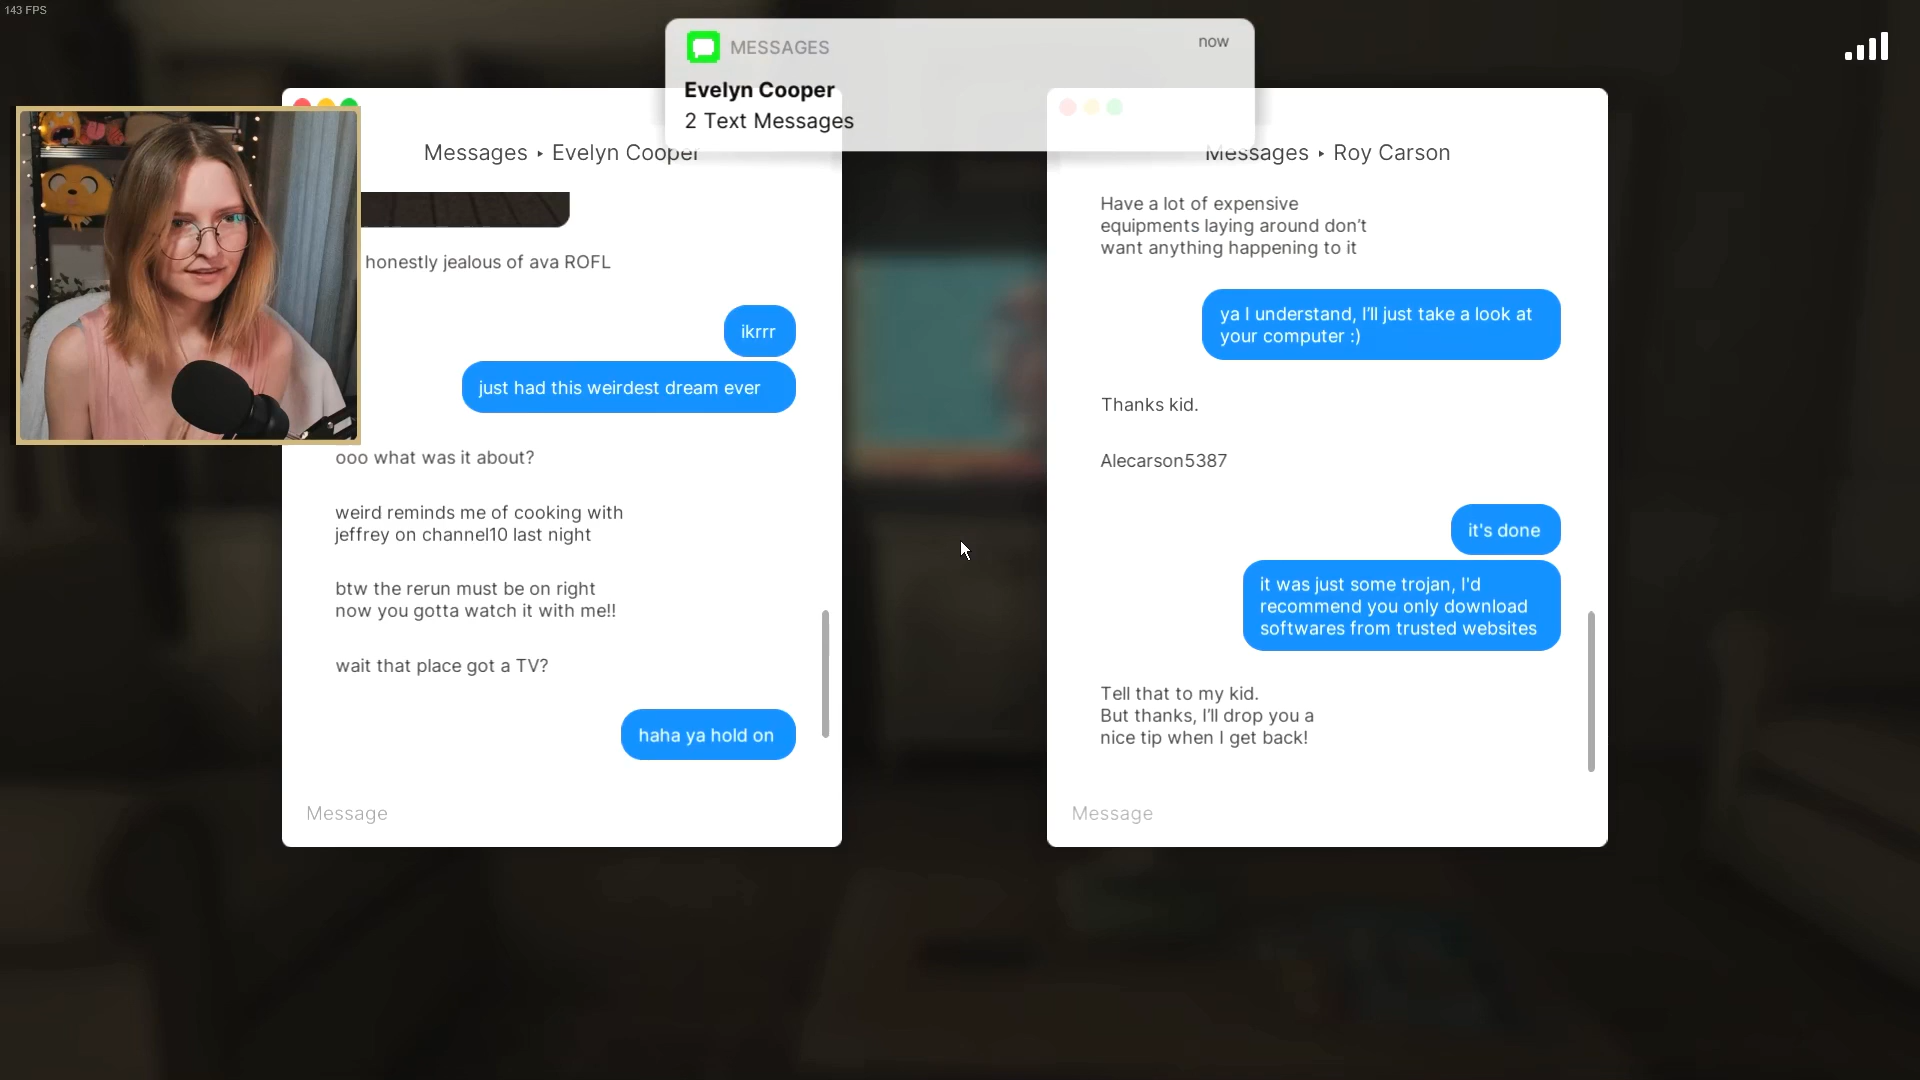 143 FPS
MESSAGES
now
Evelyn Cooper
2 Text Messages
Messages ‣ Evelyn Cooper
honestly jealous of ava ROFL
ikrrr
just had this weirdest dream ever
ooo what was it about?
weird reminds me of cooking with
jeffrey on channel10 last night
btw the rerun must be on right
now you gotta watch it with me!!
wait that place got a TV?
haha ya hold on
Message
Messages ‣ Roy Carson
Have a lot of expensive
equipments laying around don't
want anything happening to it
ya I understand, I'll just take a look at
your computer :)
Thanks kid.
Alecarson5387
it's done
it was just some trojan, I'd
recommend you only download
softwares from trusted websites
Tell that to my kid.
But thanks, I'll drop you a
nice tip when I get back!
Message